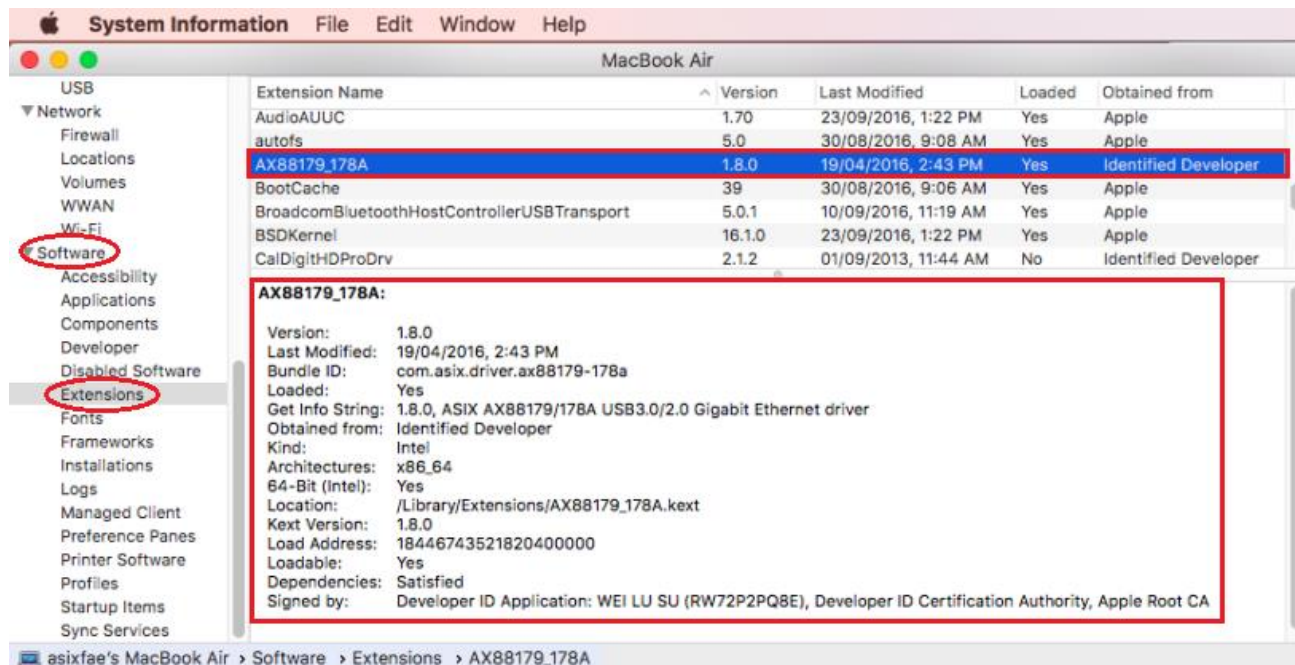 System Information File Edit Window Help
MacBook Air
USB
Network
Firewall
Locations
Volumes
WWAN
Wi-Fi
Software
Accessibility
Applications
Components
Developer
Disabled Software
Extensions
Fonts
Frameworks
Installations
Logs
Managed Client
Preference Panes
Printer Software
Profiles
Startup Items
Sync Services
Extension Name Version Last Modified Loaded Obtained from
AudioAUUC 1.70 23/09/2016, 1:22 PM Yes Apple
autofs 5.0 30/08/2016, 9:08 AM Yes Apple
AX88179_178A 1.8.0 19/04/2016, 2:43 PM Yes Identified Developer
BootCache 39 30/08/2016, 9:06 AM Yes Apple
BroadcomBluetoothHostControllerUSBTransport 5.0.1 10/09/2016, 11:19 AM Yes Apple
BSDKernel 16.1.0 23/09/2016, 1:22 PM Yes Apple
CalDigitHDProDrv 2.1.2 01/09/2013, 11:44 AM No Identified Developer
AX88179_178A:
Version: 1.8.0
Last Modified: 19/04/2016, 2:43 PM
Bundle ID: com.asix.driver.ax88179-178a
Loaded: Yes
Get Info String: 1.8.0, ASIX AX88179/178A USB3.0/2.0 Gigabit Ethernet driver
Obtained from: Identified Developer
Kind: Intel
Architectures: x86_64
64-Bit (Intel): Yes
Location: /Library/Extensions/AX88179_178A.kext
Kext Version: 1.8.0
Load Address: 18446743521820400000
Loadable: Yes
Dependencies: Satisfied
Signed by: Developer ID Application: WEI LU SU (RW72P2PQ8E), Developer ID Certification Authority, Apple Root CA
asixfae's MacBook Air › Software › Extensions › AX88179_178A